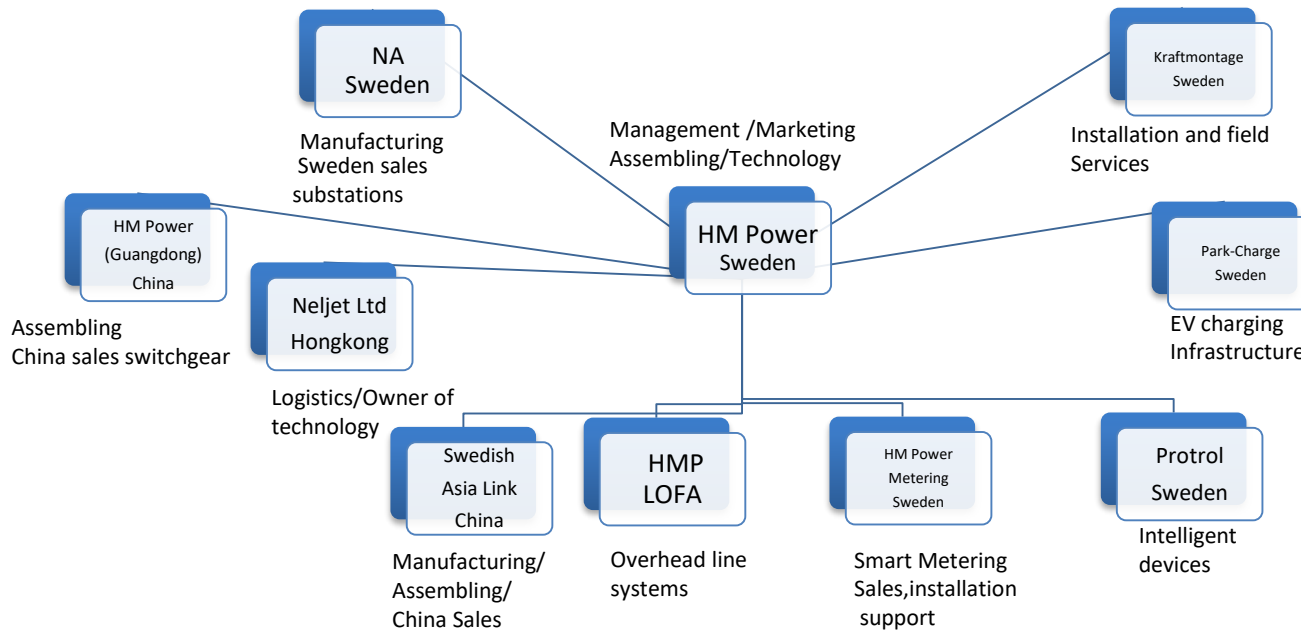 NA
Sweden
Manufacturing
Sweden sales
substations
Management /Marketing
Assembling/Technology
HM Power
Sweden
Kraftmontage
Sweden
Installation and field
Services
HM Power
(Guangdong)
China
Assembling
China sales switchgear
Neljet Ltd
Hongkong
Logistics/Owner of
technology
Park-Charge
Sweden
EV charging
Infrastructure
Swedish
Asia Link
China
Manufacturing/
Assembling/
China Sales
HMP
LOFA
Overhead line
systems
HM Power
Metering
Sweden
Smart Metering
Sales,installation
support
Protrol
Sweden
Intelligent
devices